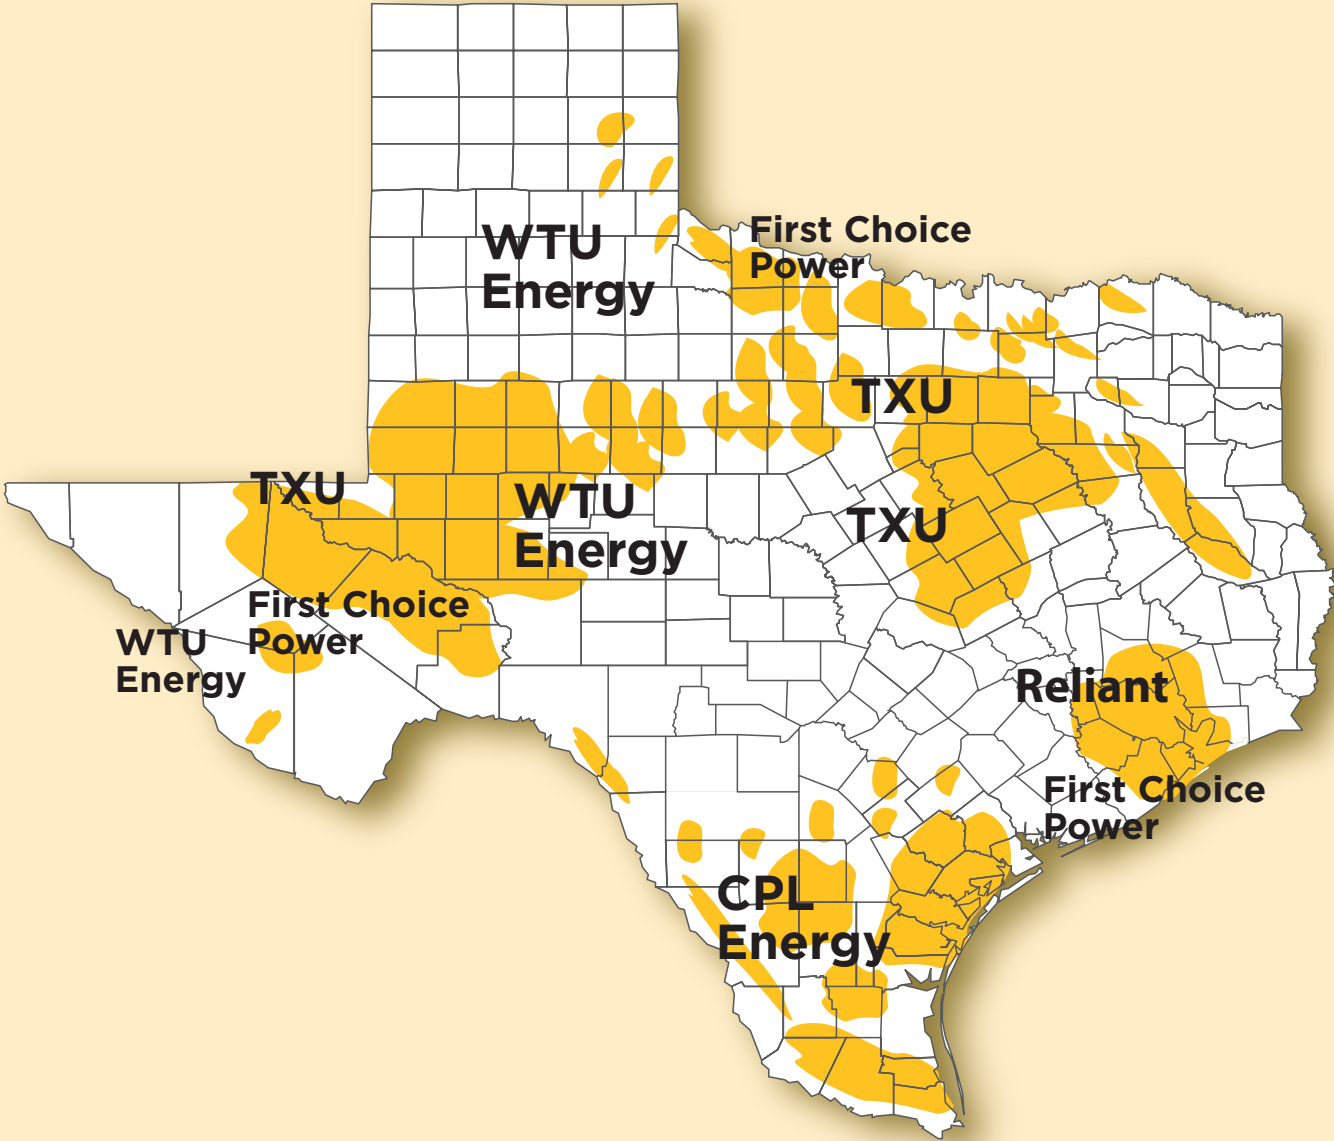 First Choice
Power
WTU
Energy
TXU
TXU
WTU
Energy
TXU
First Choice
Power
WTU
Energy
Reliant
First Choice
Power
CPL
Energy